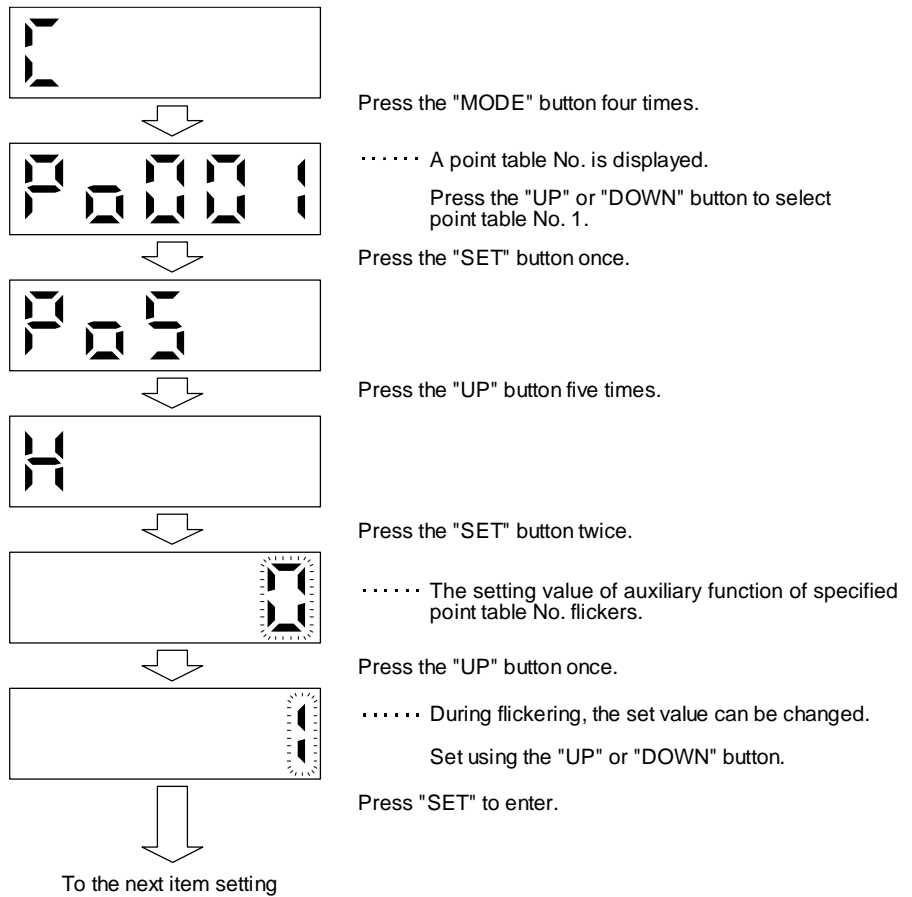 C
Press the "MODE" button four times.
Po001
······ A point table No. is displayed.
Press the "UP" or "DOWN" button to select
point table No. 1.
Press the "SET" button once.
PoS
Press the "UP" button five times.
H
Press the "SET" button twice.
0
······ The setting value of auxiliary function of specified
point table No. flickers.
Press the "UP" button once.
1
······ During flickering, the set value can be changed.
Set using the "UP" or "DOWN" button.
Press "SET" to enter.
To the next item setting